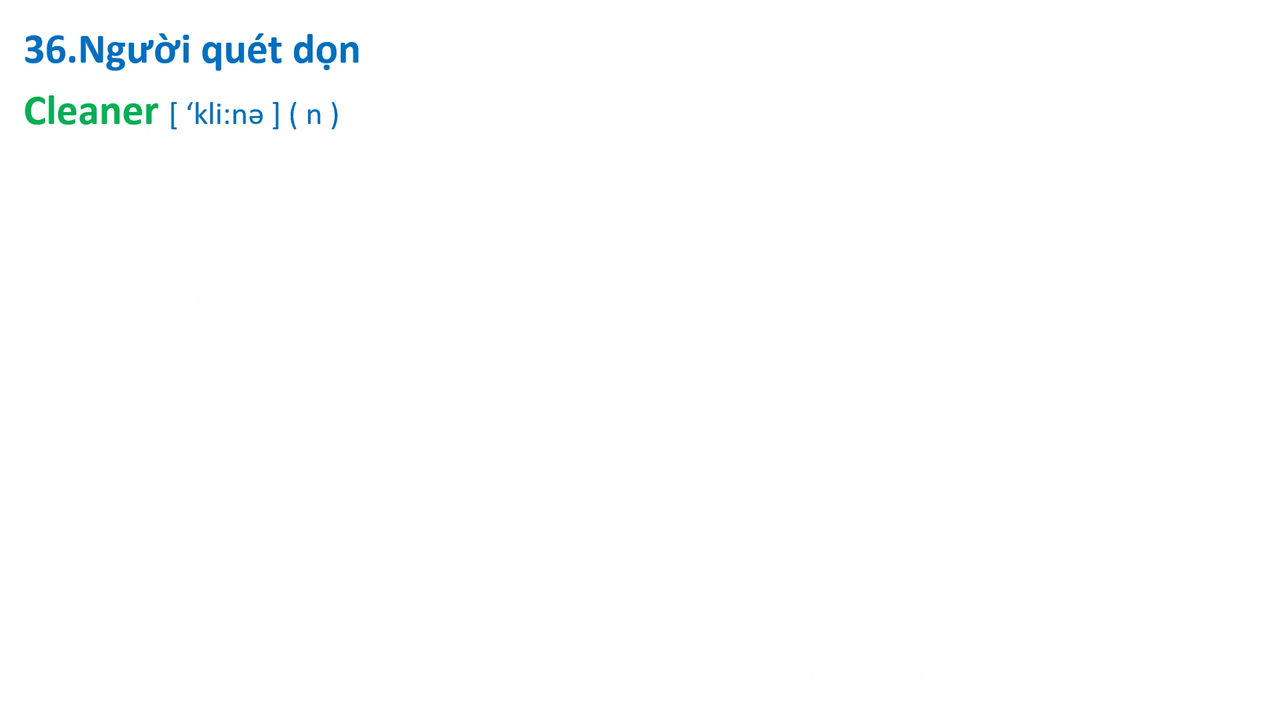 36.Người quét dọn
Cleaner [ ‘kli:nə ] ( n )